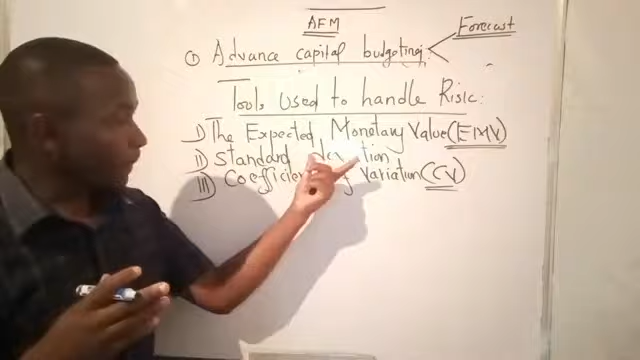 AFM
Forecast
① Advance capital budgeting
Tools Used to handle Risk:
I) The Expected Monetary Value (EMV)
II) Standard
III) Variation (CV)